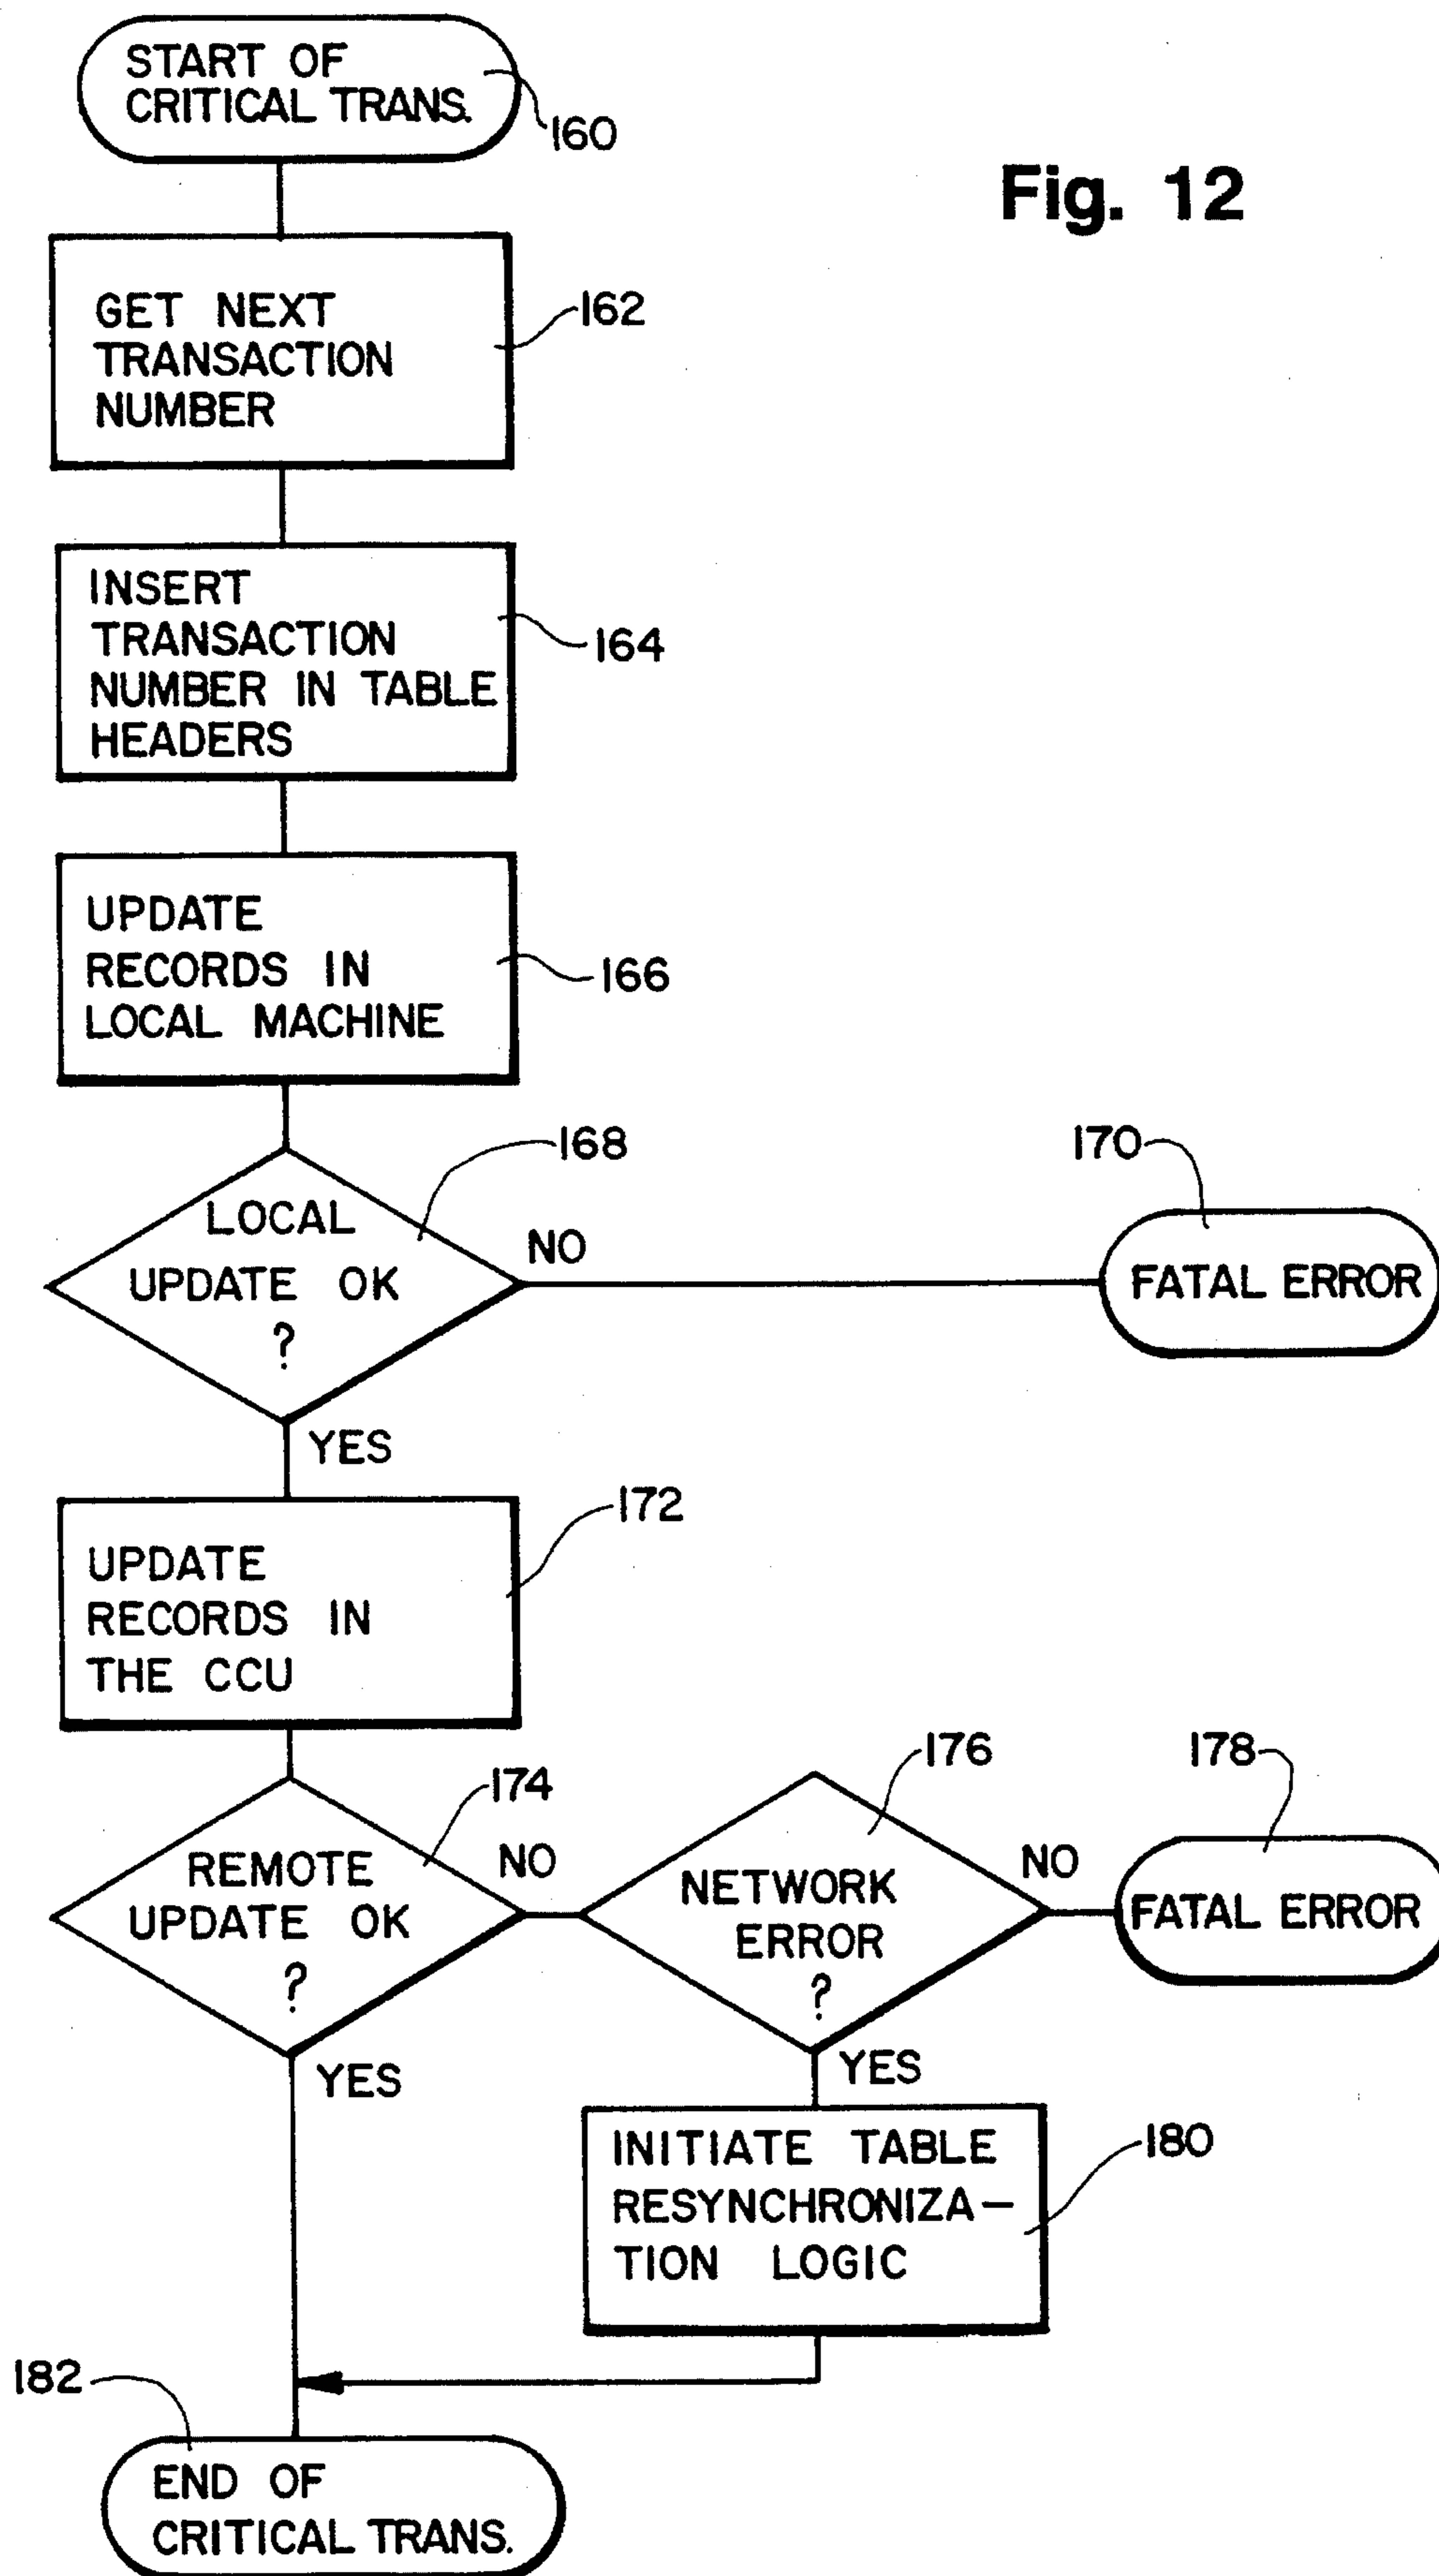 START OF
CRITICAL TRANS.
160
Fig. 12
GET NEXT
TRANSACTION
NUMBER
162
INSERT
TRANSACTION
NUMBER IN TABLE
HEADERS
164
UPDATE
RECORDS IN
LOCAL MACHINE
166
168
LOCAL
UPDATE OK
?
NO
170
FATAL ERROR
YES
172
UPDATE
RECORDS IN
THE CCU
174
REMOTE
UPDATE OK
?
NO
176
NETWORK
ERROR
?
NO
178
FATAL ERROR
YES
YES
INITIATE TABLE
RESYNCHRONIZA—
TION LOGIC
180
182
END OF
CRITICAL TRANS.